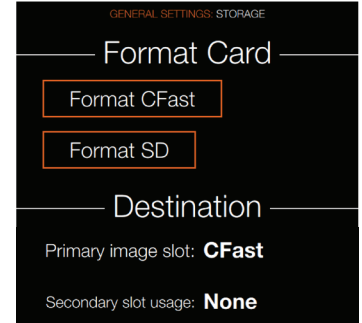 GENERAL SETTINGS: STORAGE
Format Card
Format CFast
Format SD
Destination
Primary image slot: CFast
Secondary slot usage: None